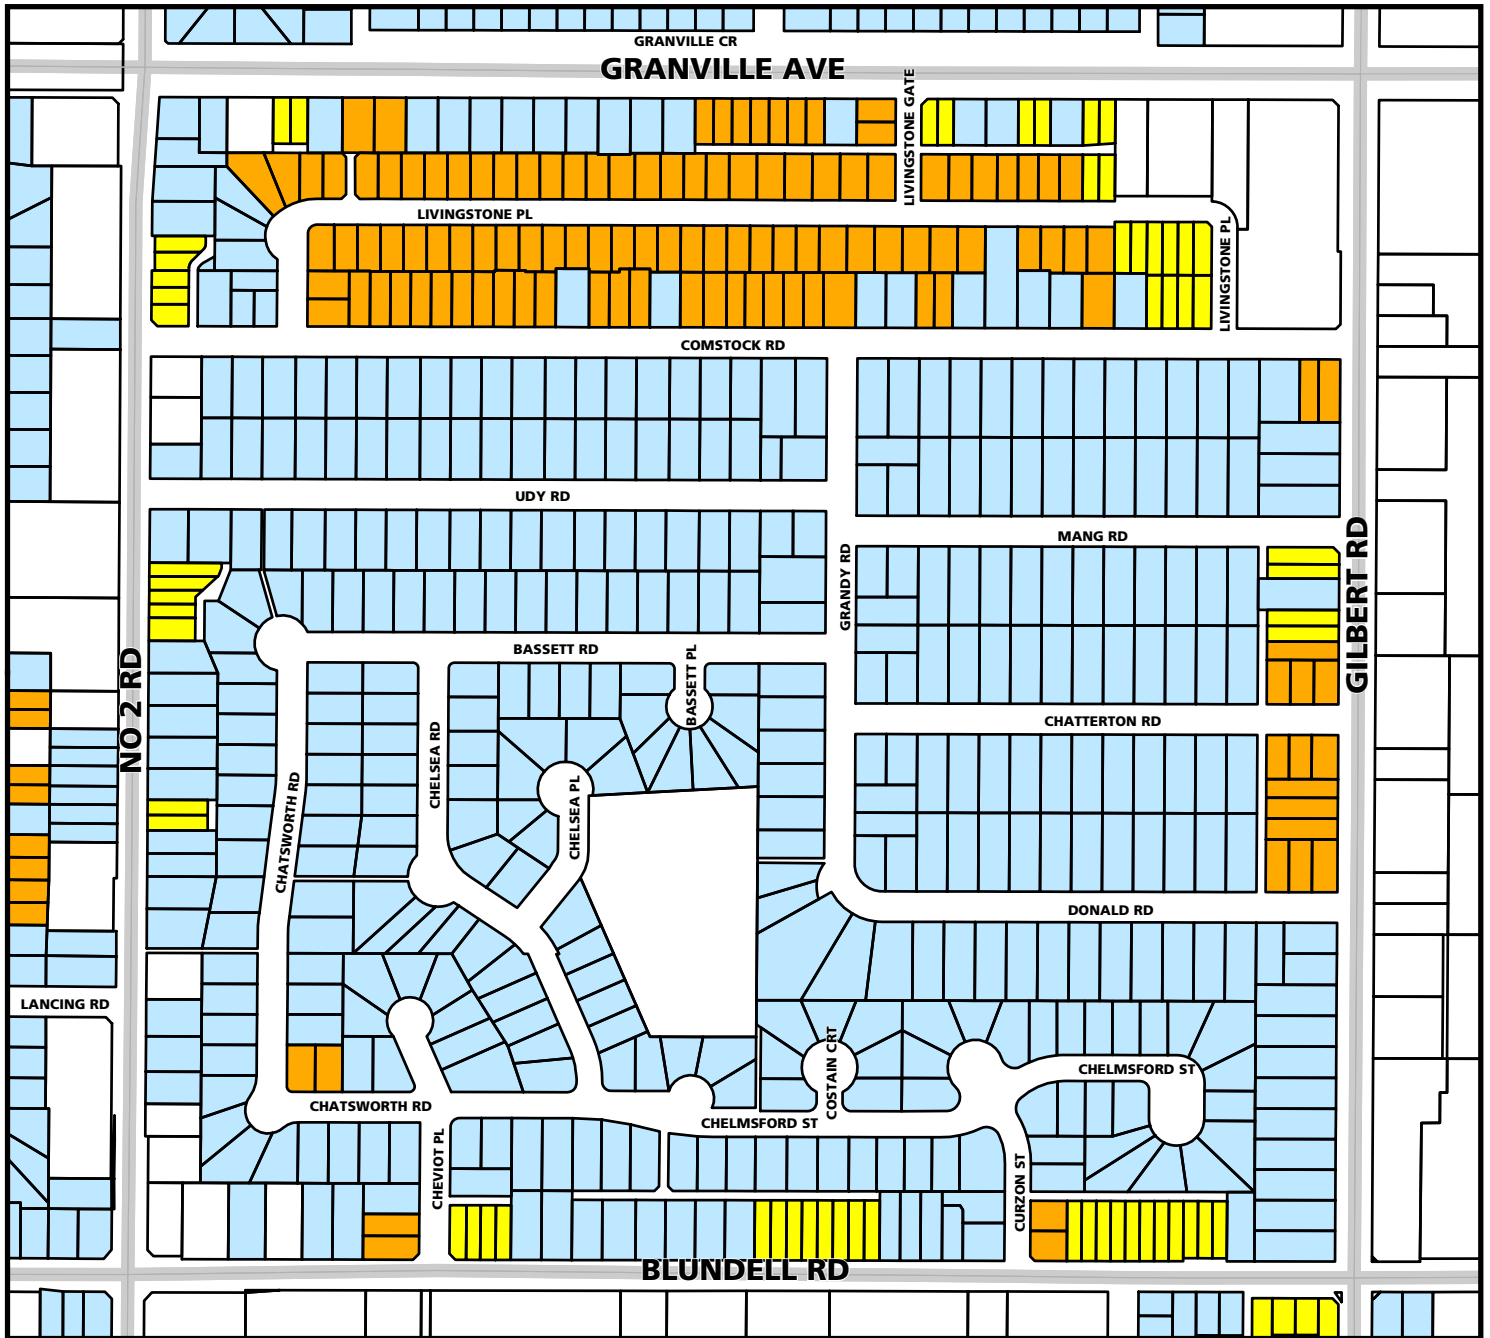 GRANVILLE CR
GRANVILLE AVE
LIVINGSTONE GATE
LIVINGSTONE PL
LIVINGSTONE PL
COMSTOCK RD
UDY RD
MANG RD
GRANDY RD
GILBERT RD
NO 2 RD
BASSETT RD
BASSETT PL
CHATTERTON RD
CHELSEA RD
CHELSEA PL
CHATSWORTH RD
DONALD RD
LANCING RD
COSTAIN CRT
CHELMSFORD ST
CHATSWORTH RD
CHELMSFORD ST
CHEVIOT PL
CURZON ST
BLUNDELL RD